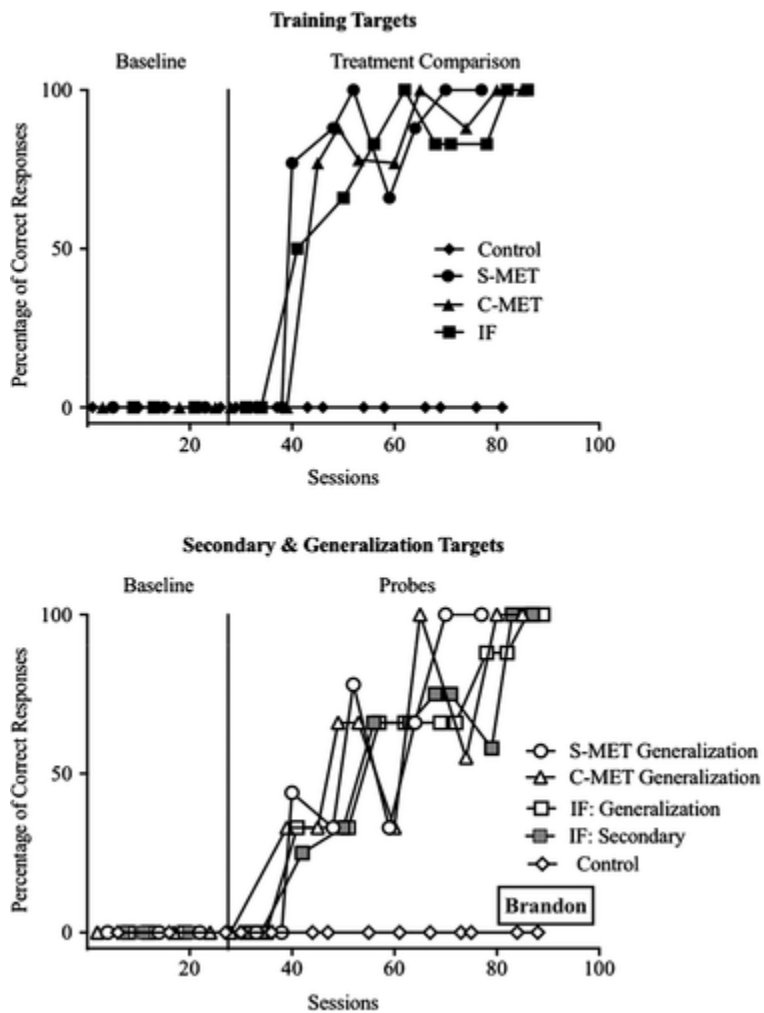 Training Targets
Baseline Treatment Comparison
100
50
0
Percentage of Correct Responses
Control
S-MET
C-MET
IF
20 40 60 80 100
Sessions
Secondary & Generalization Targets
Baseline Probes
100
50
0
Percentage of Correct Responses
S-MET Generalization
C-MET Generalization
IF: Generalization
IF: Secondary
Control
Brandon
20 40 60 80 100
Sessions